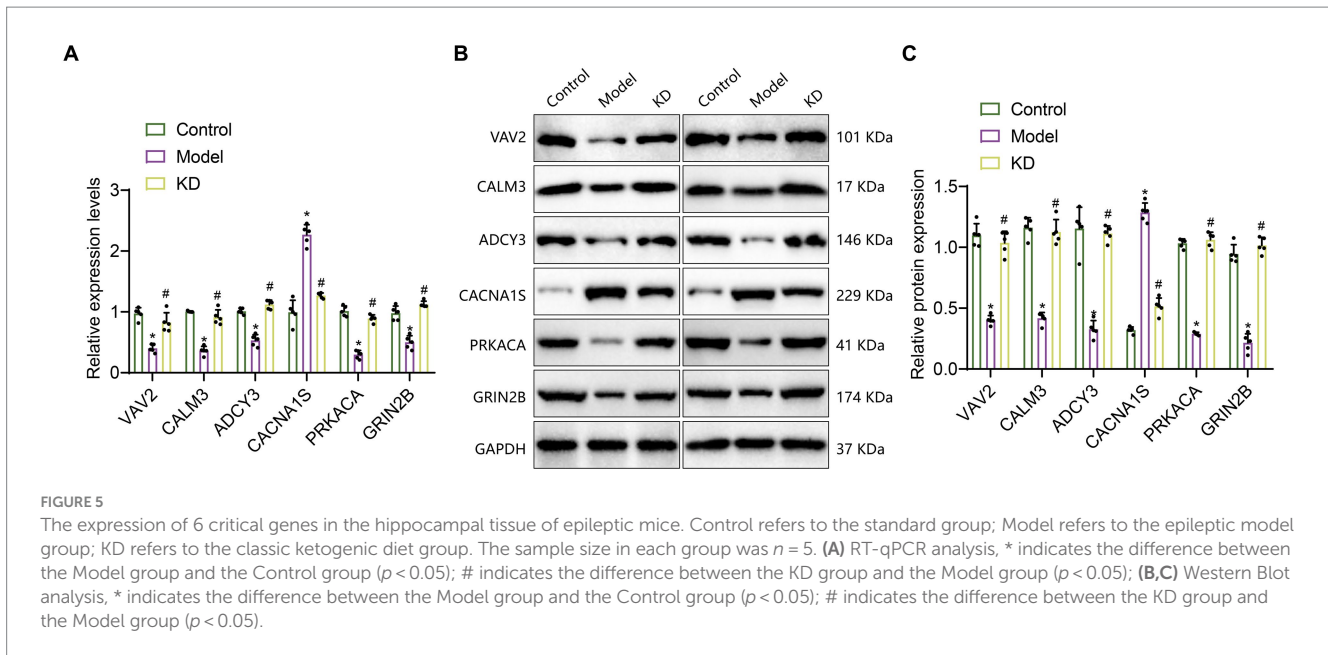 A
Control
Model
KD
Relative expression levels
3
2
1
0
*
#
*
#
*
#
*
#
*
#
*
#
VAV2
CALM3
ADCY3
CACNA1S
PRKACA
GRIN2B
B
Control Model KD Control Model KD
VAV2 101 KDa
CALM3 17 KDa
ADCY3 146 KDa
CACNA1S 229 KDa
PRKACA 41 KDa
GRIN2B 174 KDa
GAPDH 37 KDa
C
Control
Model
KD
Relative protein expression
1.5
1.0
0.5
0.0
*
#
*
#
*
#
*
#
*
#
*
#
VAV2
CALM3
ADCY3
CACNA1S
PRKACA
GRIN2B
FIGURE 5
The expression of 6 critical genes in the hippocampal tissue of epileptic mice. Control refers to the standard group; Model refers to the epileptic model
group; KD refers to the classic ketogenic diet group. The sample size in each group was n = 5. (A) RT-qPCR analysis, * indicates the difference between
the Model group and the Control group (p < 0.05); # indicates the difference between the KD group and the Model group (p < 0.05); (B,C) Western Blot
analysis, * indicates the difference between the Model group and the Control group (p < 0.05); # indicates the difference between the KD group and
the Model group (p < 0.05).